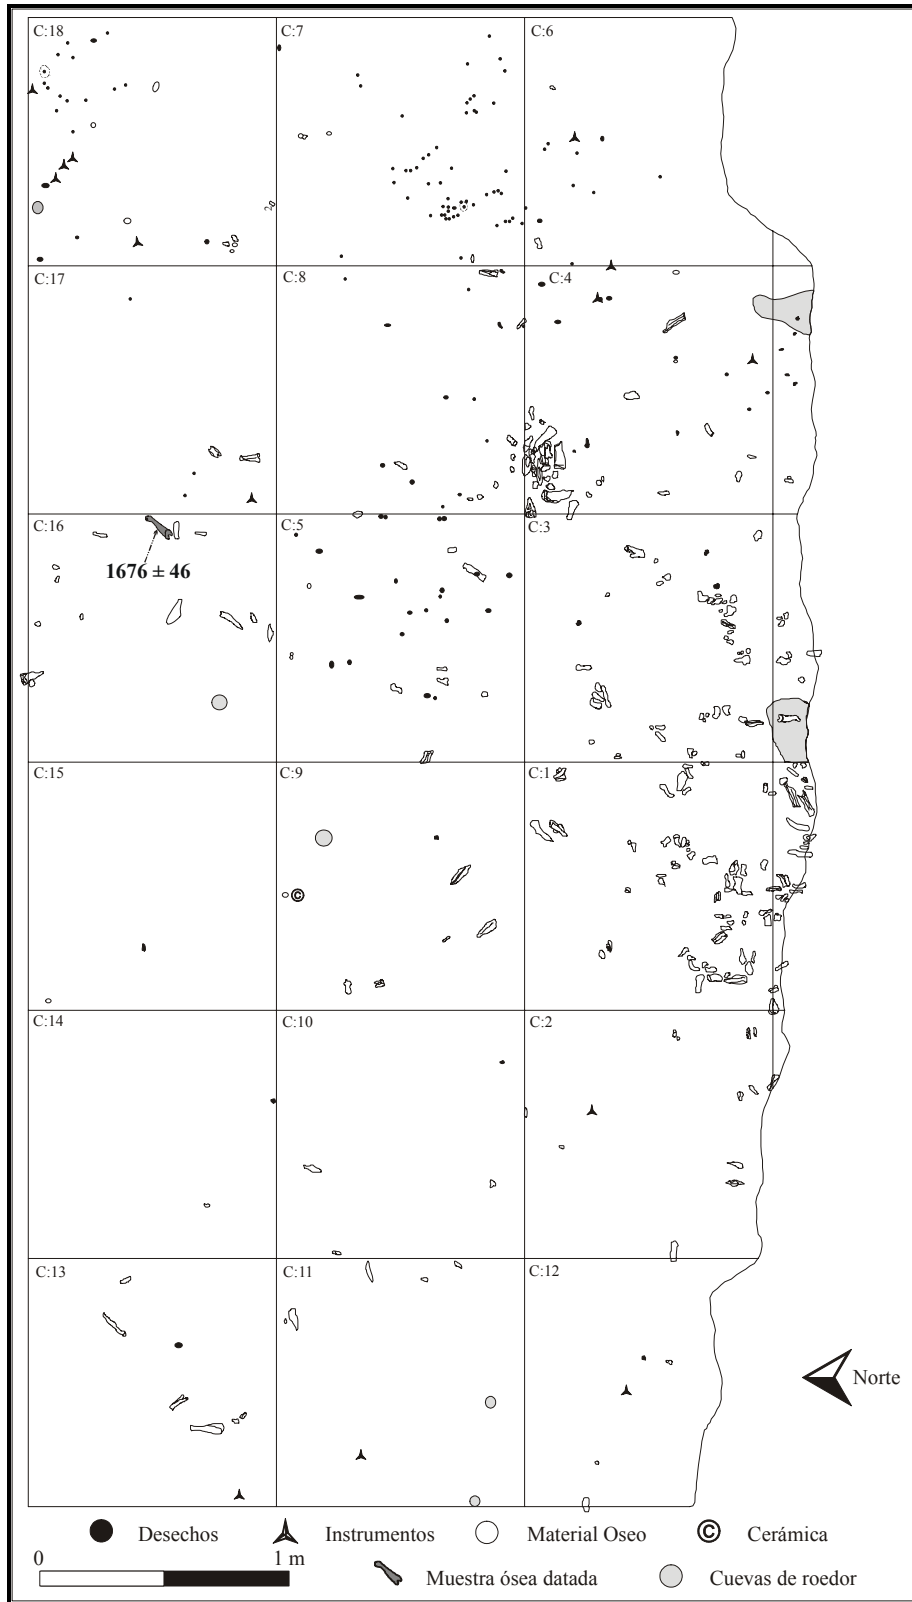 C:18 C:7 C:6
C:17 C:8 C:4
C:16 C:5 C:3
1676 ± 46
C:15 C:9 C:1
©
C:14 C:10 C:2
C:13 C:11 C:12
Norte
Desechos Instrumentos Material Oseo © Cerámica
0 1 m
Muestra ósea datada Cuevas de roedor